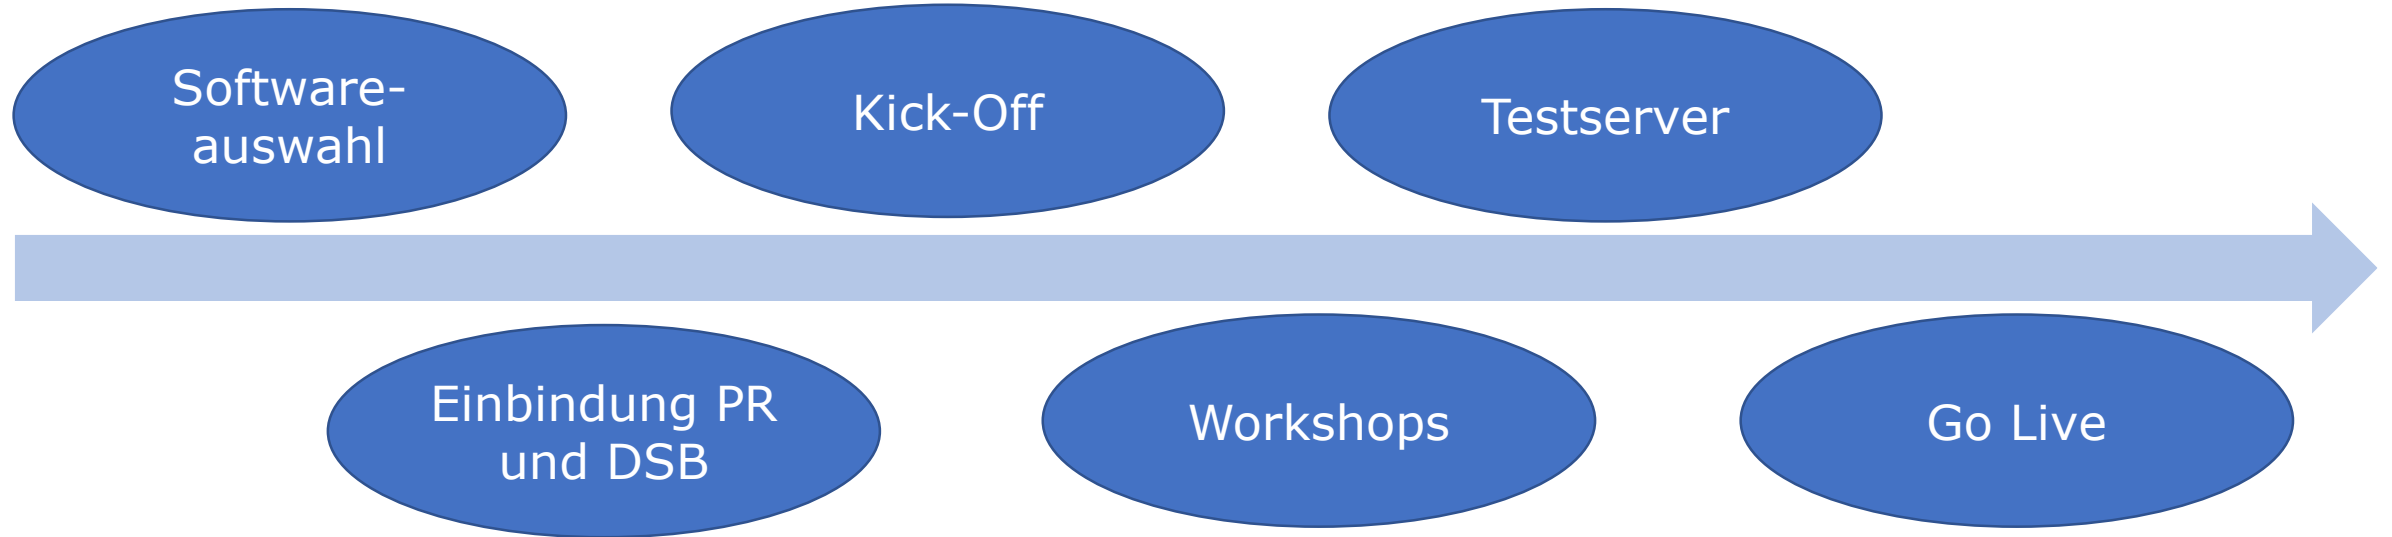 Software-
auswahl
Kick-Off
Testserver
Einbindung PR
und DSB
Workshops
Go Live